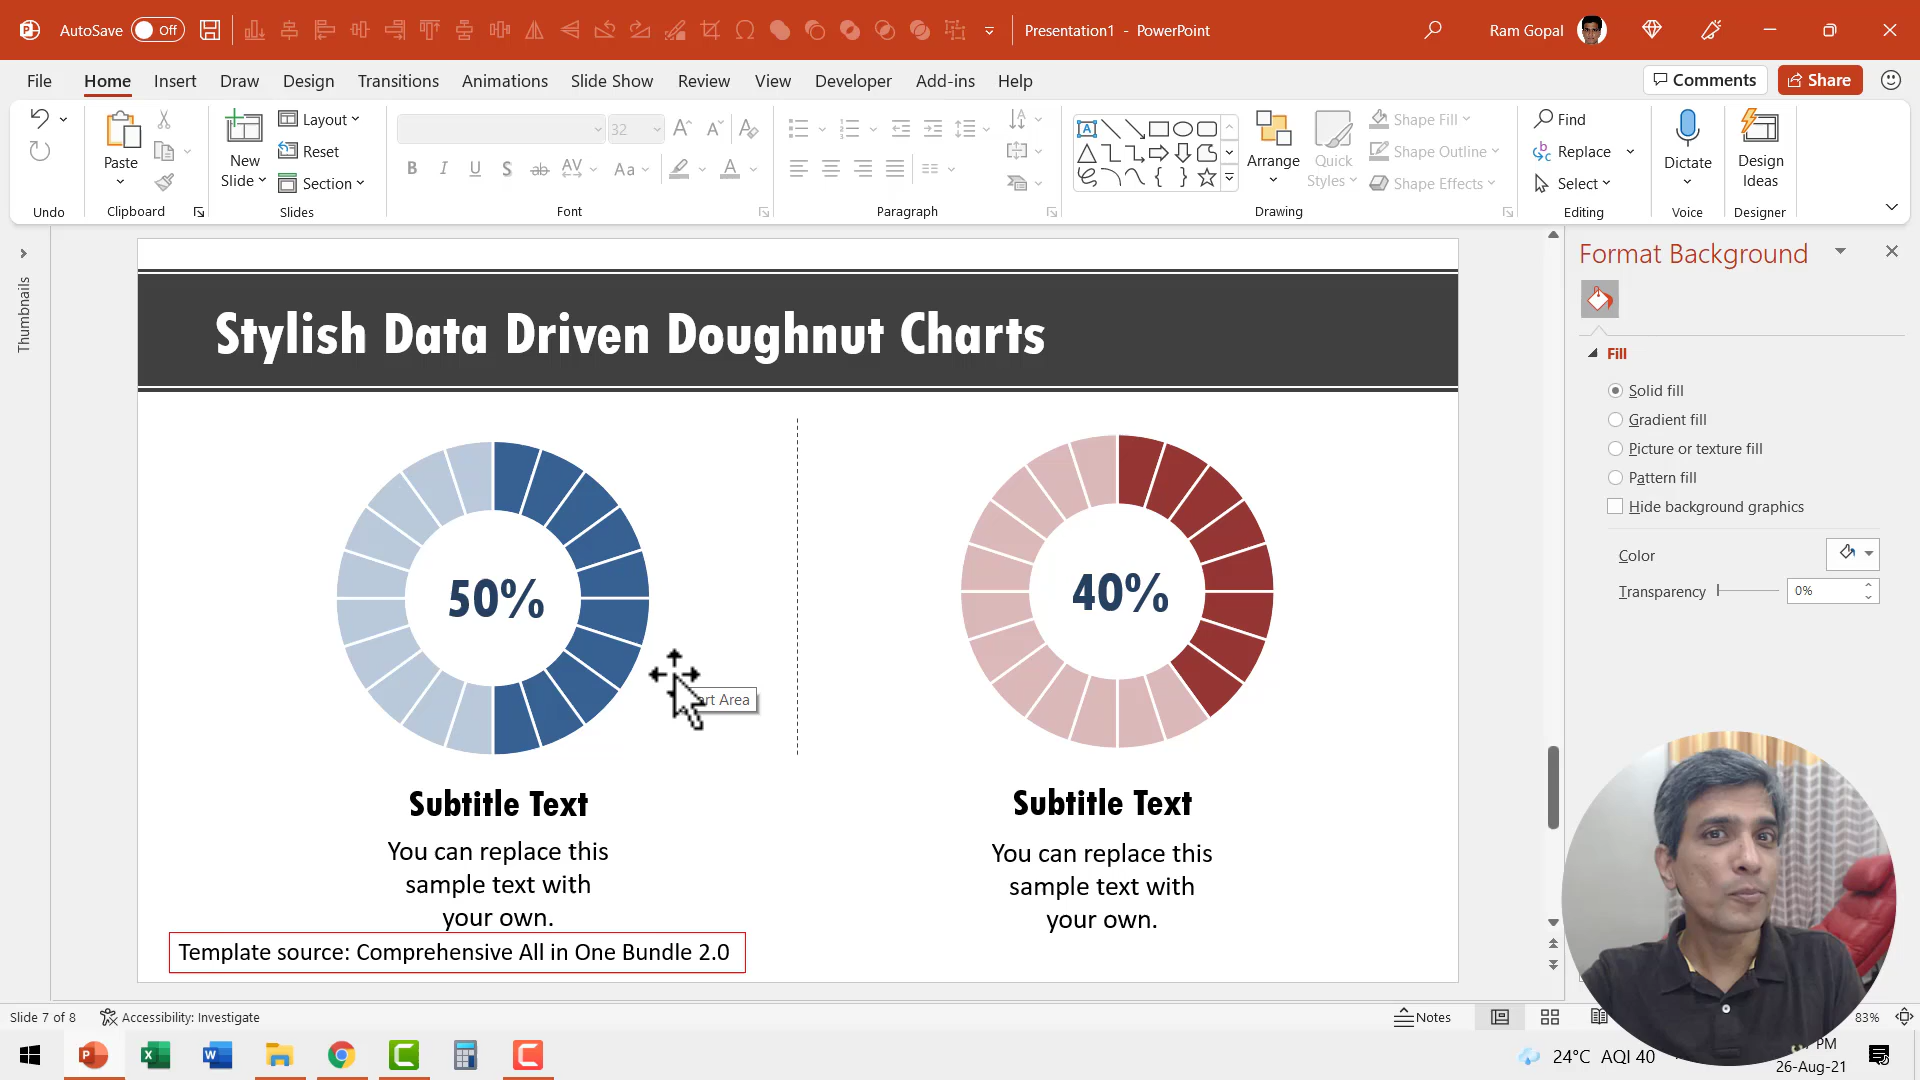 AutoSave Off Presentation1 - PowerPoint Ram Gopal
File Home Insert Draw Design Transitions Animations Slide Show Review View Developer Add-ins Help Comments Share
Paste
New
Slide
Layout
Reset
Section
32
Arrange
Quick
Styles
Shape Fill
Shape Outline
Shape Effects
Find
Replace
Select
Dictate
Design
Ideas
Undo Clipboard Slides Font Paragraph Drawing Editing Voice Designer
Thumbnails
Stylish Data Driven Doughnut Charts
50%
40%
Subtitle Text
You can replace this
sample text with
your own.
Subtitle Text
You can replace this
sample text with
your own.
Template source: Comprehensive All in One Bundle 2.0
Area
Format Background
Fill
Solid fill
Gradient fill
Picture or texture fill
Pattern fill
Hide background graphics
Color
Transparency 0%
Slide 7 of 8 Accessibility: Investigate Notes 83%
24°C AQI 40 PM
26-Aug-21